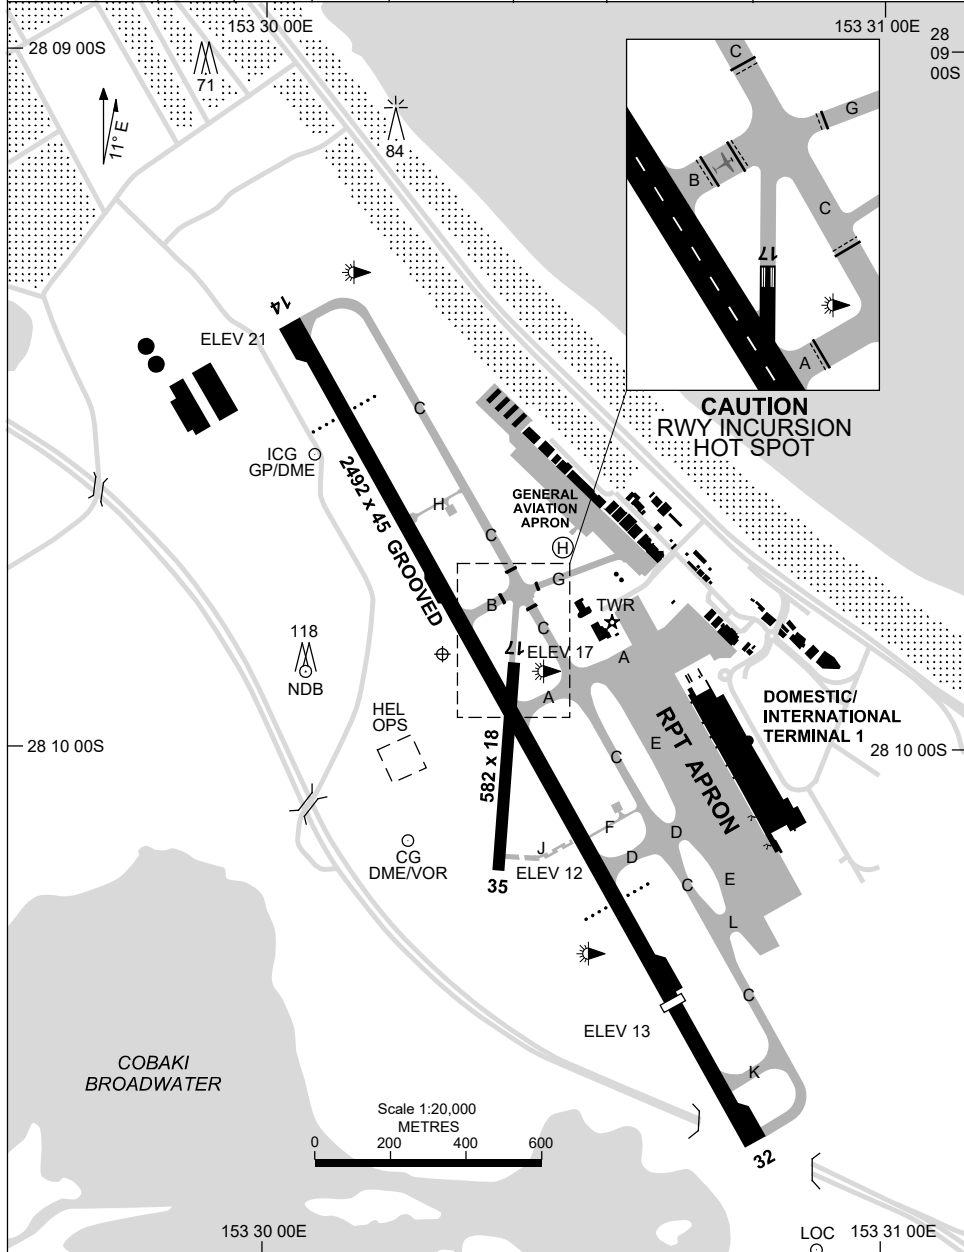 153 30 00E
153 31 00E
28 09 00S
28
09
00S
71
84
11° E
C
G
B
C
17
A
CAUTION
RWY INCURSION
HOT SPOT
14
ELEV 21
C
ICG
GP/DME
2492 x 45 GROOVED
H
GENERAL
AVIATION
APRON
C
H
G
B
TWR
C
118
NDB
17
ELEV 17
A
A
HEL
OPS
DOMESTIC/
INTERNATIONAL
TERMINAL 1
RPT APRON
E
C
28 10 00S
28 10 00S
582 x 18
F
D
J
D
CG
DME/VOR
ELEV 12
35
C
E
L
C
ELEV 13
K
COBAKI
BROADWATER
Scale 1:20,000
METRES
0
200
400
600
32
153 30 00E
LOC
153 31 00E